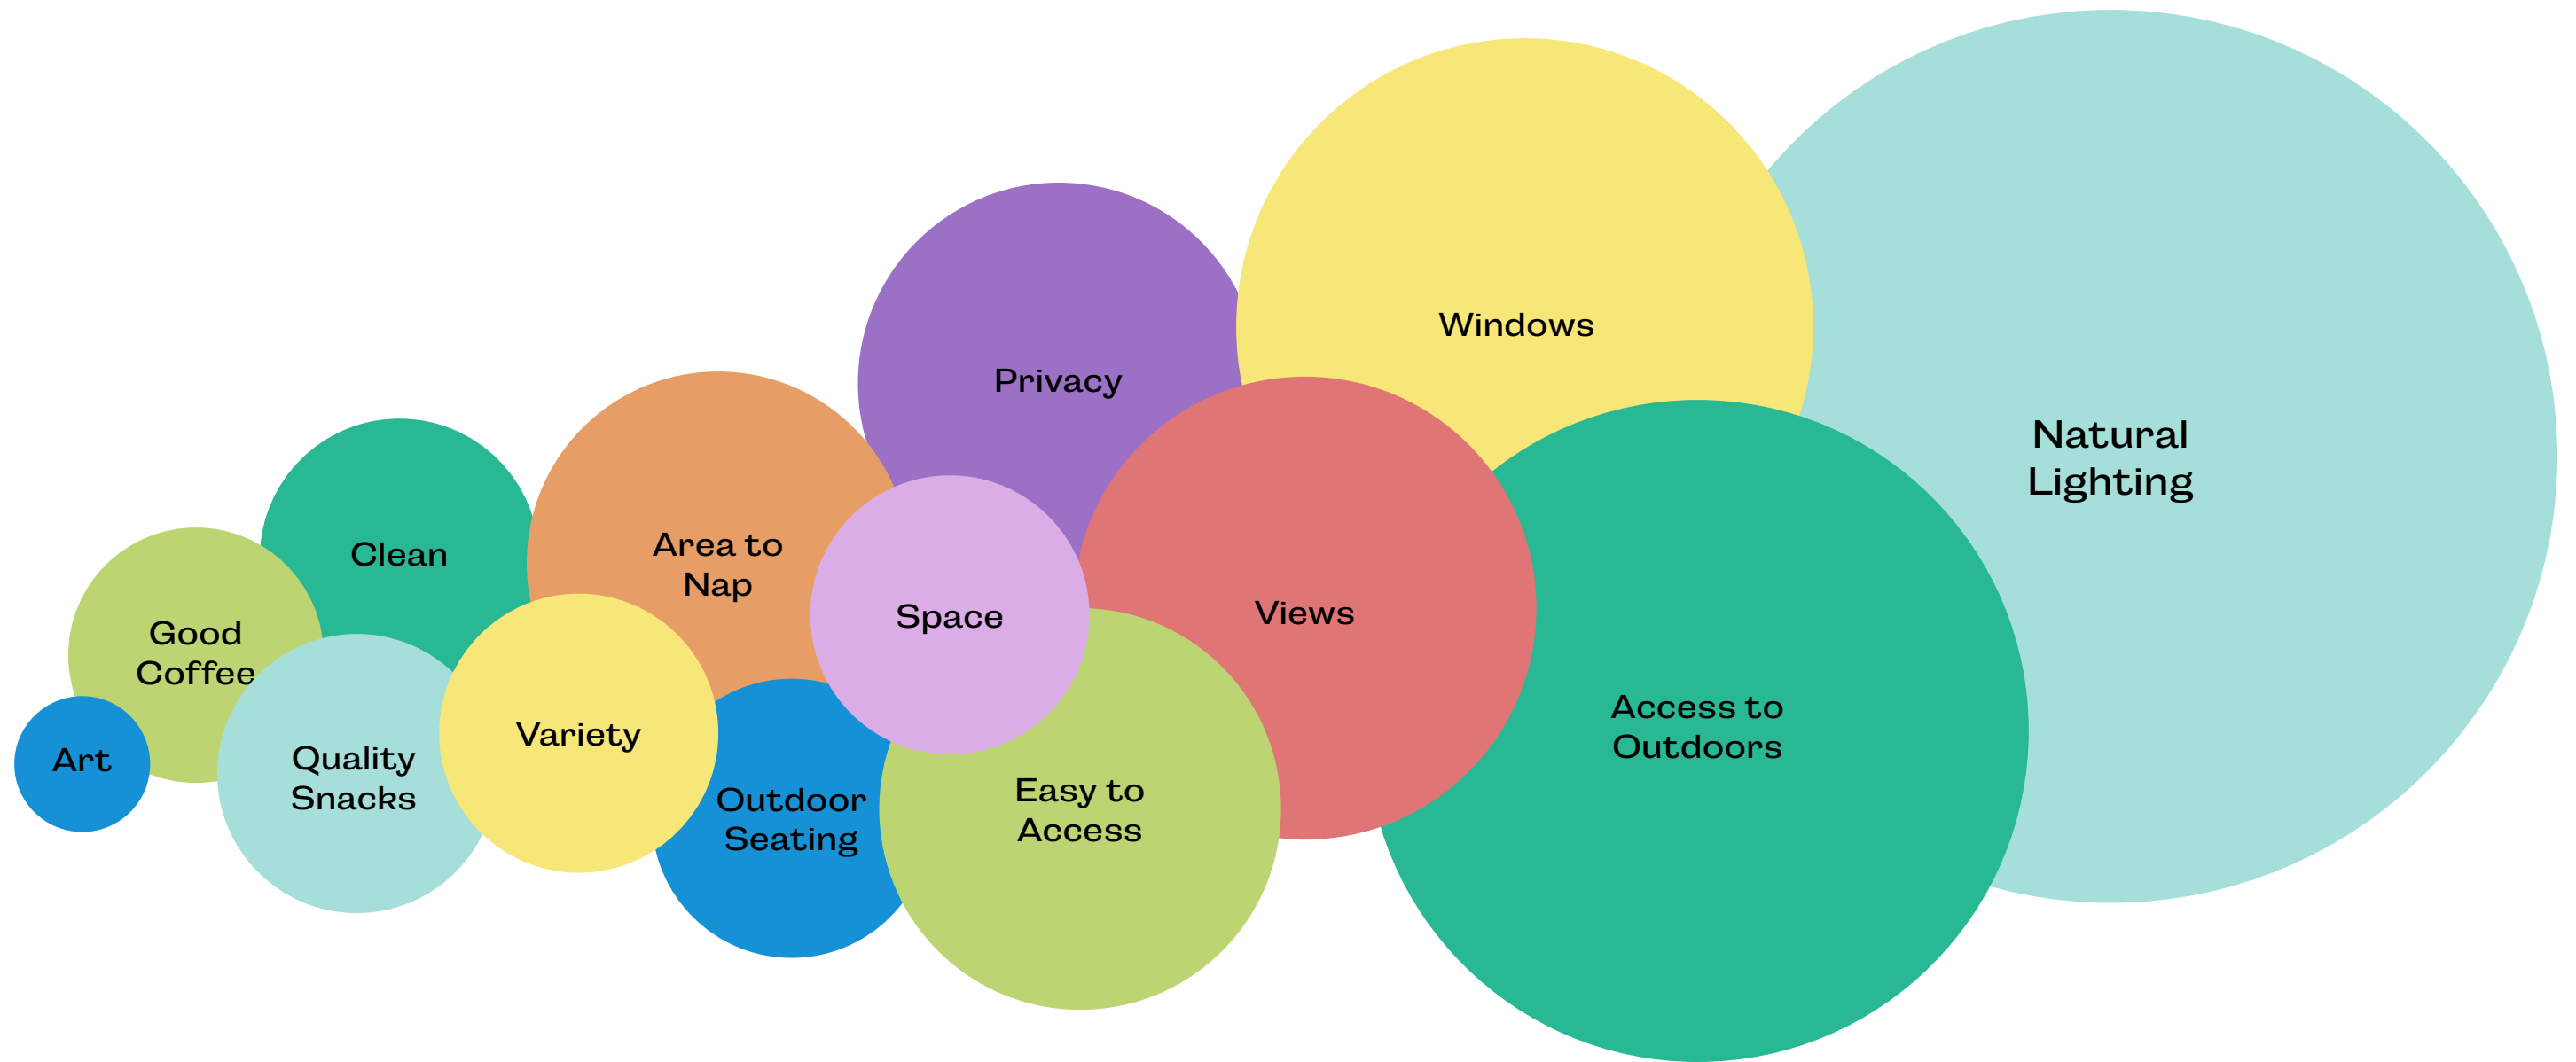 Art
Good
Coffee
Clean
Quality
Snacks
Variety
Area to
Nap
Outdoor
Seating
Space
Privacy
Easy to
Access
Views
Windows
Access to
Outdoors
Natural
Lighting